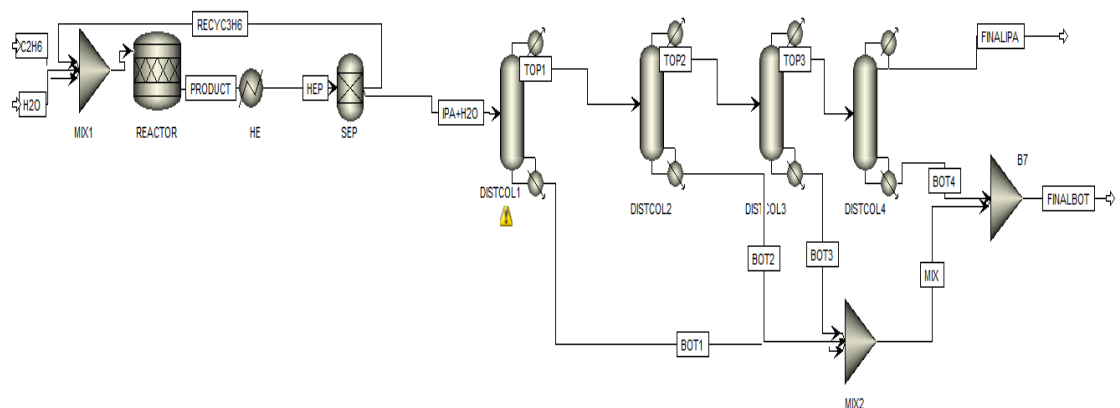 RECYC3H6
C2H6
H2O
MIX1
REACTOR
PRODUCT
HE
HEP
SEP
IPA+H2O
DISTCOL1
TOP1
DISTCOL2
TOP2
DISTCOL3
TOP3
DISTCOL4
FINALIPA
BOT4
B7
FINALBOT
BOT2
BOT3
MIX
BOT1
MIX2